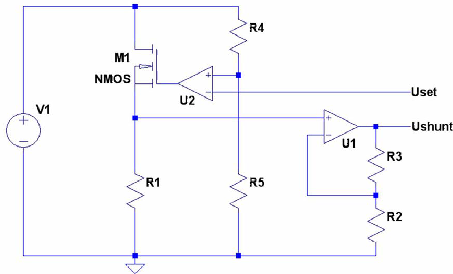 R4
M1
NMOS
+
−
U2
Uset
V1
+
−
+
−
U1
Ushunt
R3
R1
R5
R2